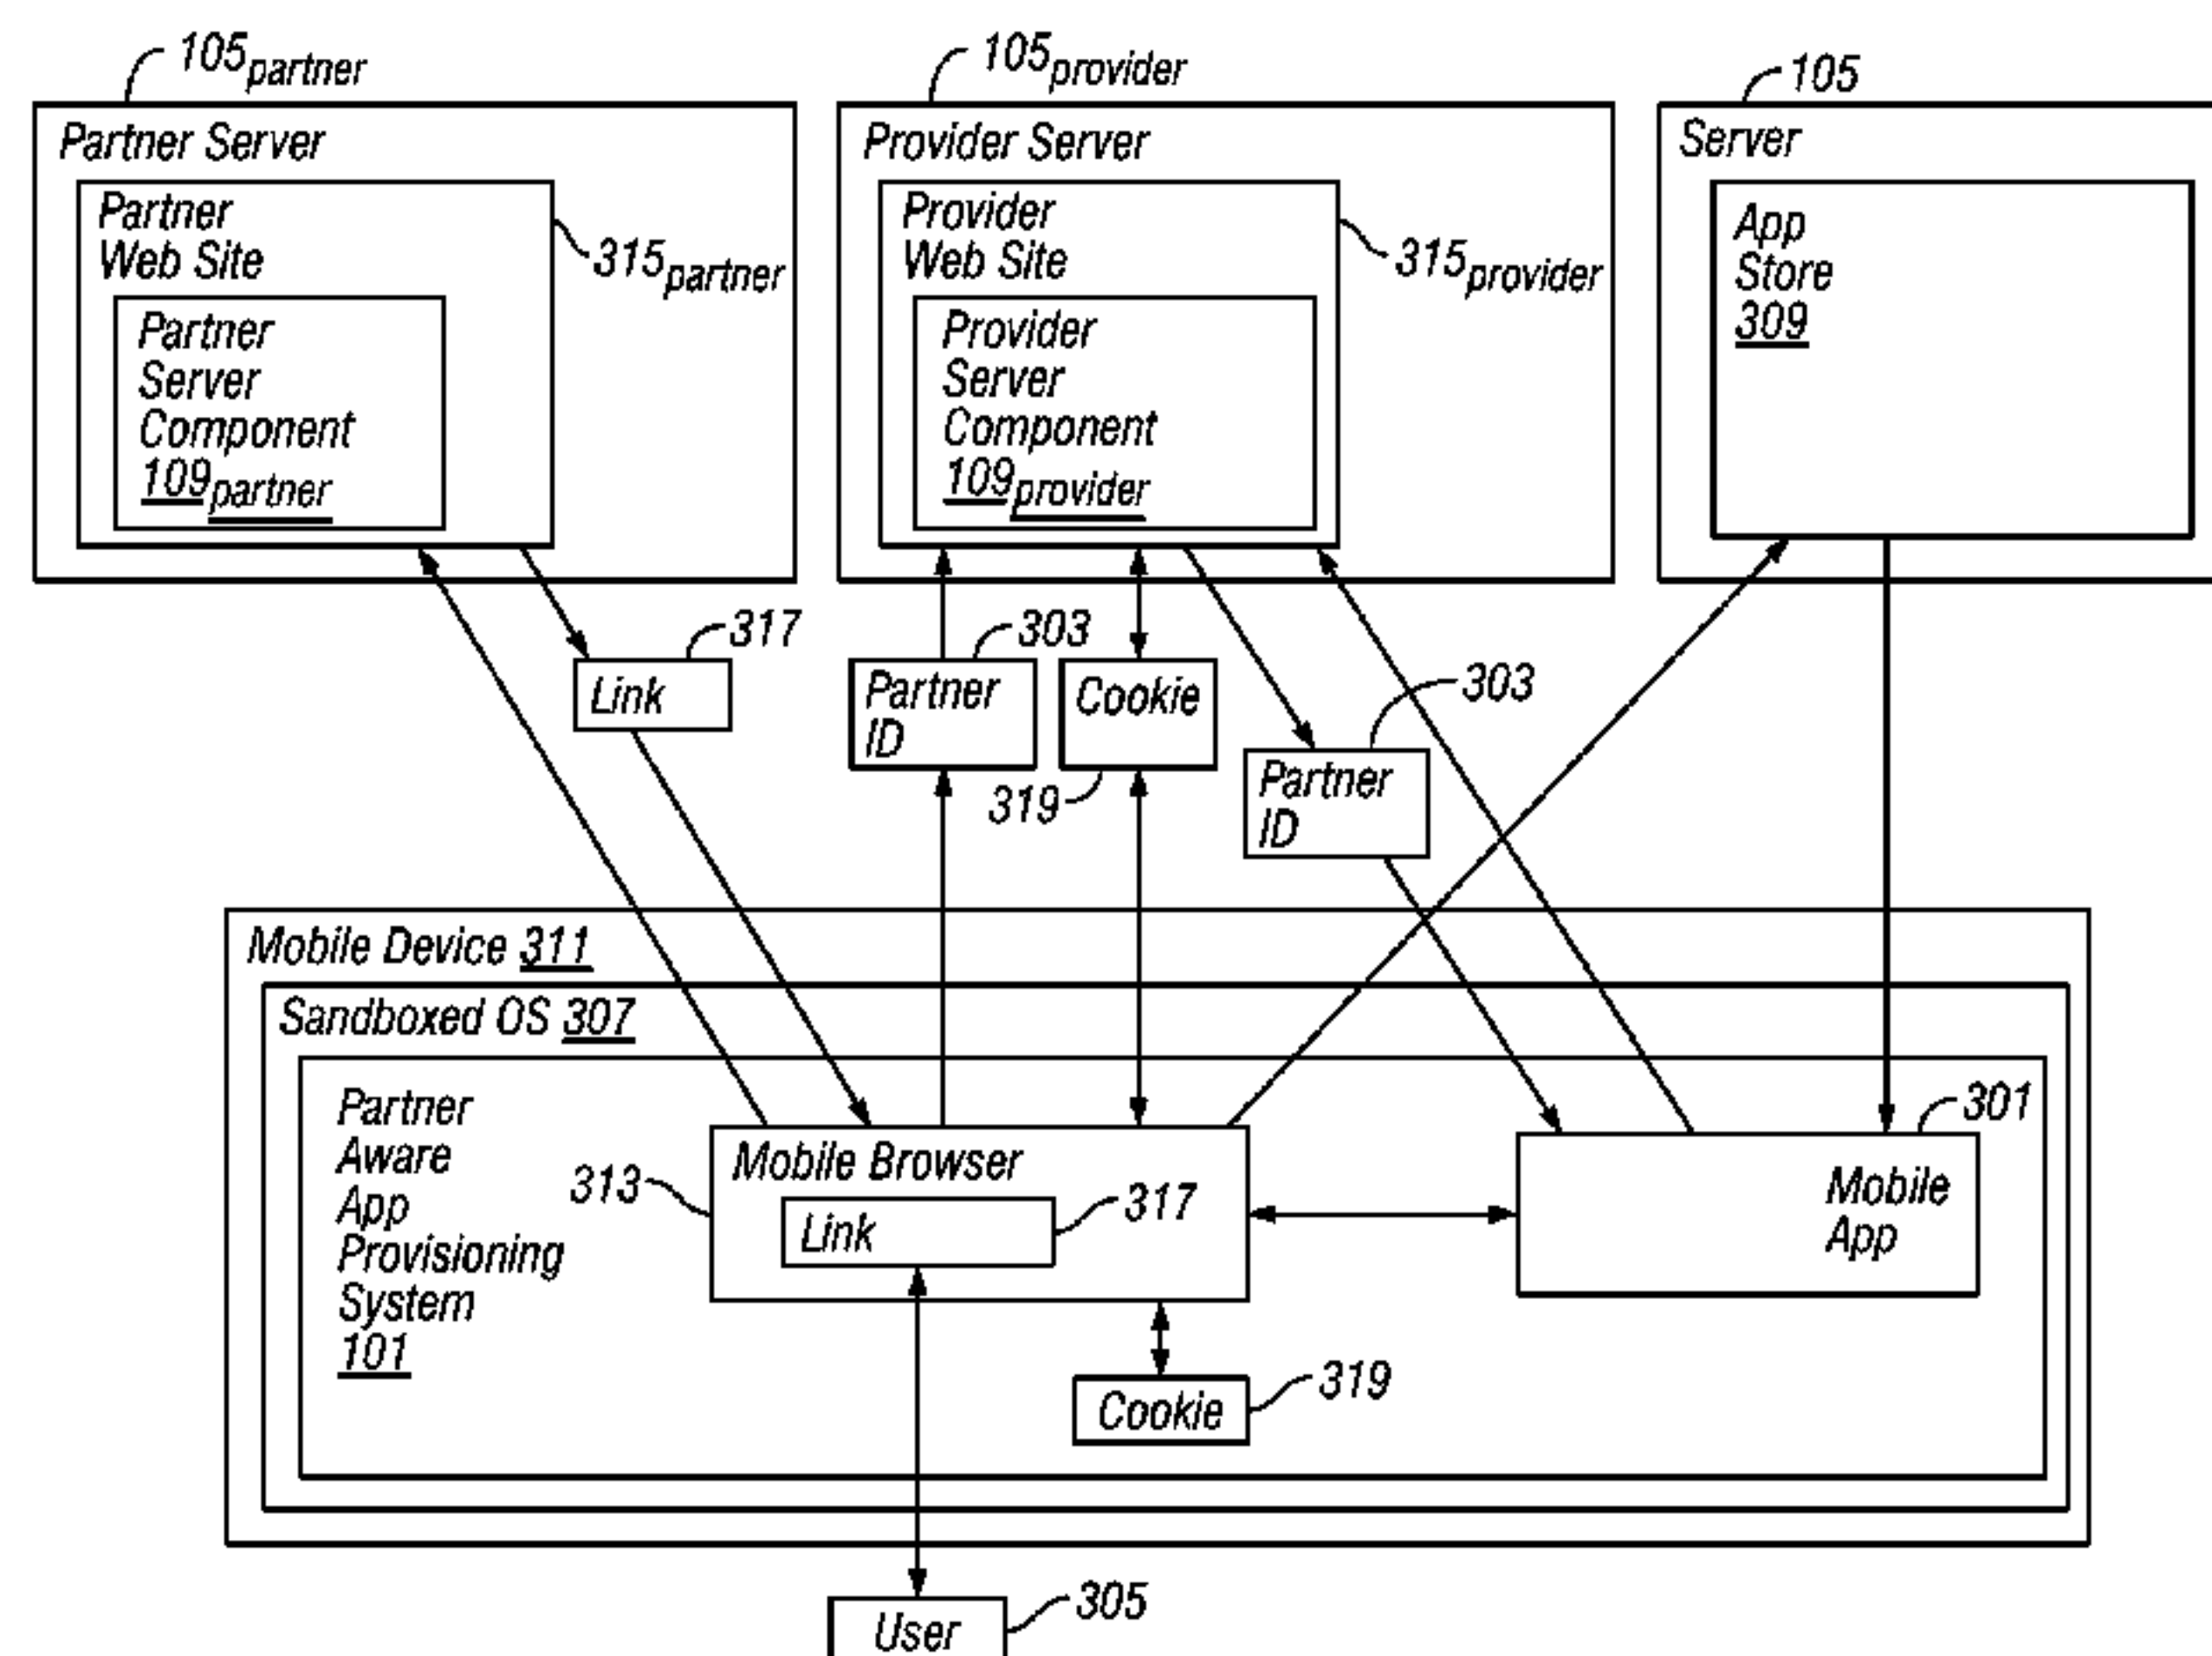 105partner
Partner Server
Partner
Web Site
315partner
Partner
Server
Component
109partner
105provider
Provider Server
Provider
Web Site
315provider
Provider
Server
Component
109provider
105
Server
App
Store
309
317
Link
303
Partner
ID
Cookie
319
303
Partner
ID
Mobile Device 311
Sandboxed OS 307
Partner
Aware
App
Provisioning
System
101
313
Mobile Browser
Link
317
301
Mobile
App
Cookie
319
305
User